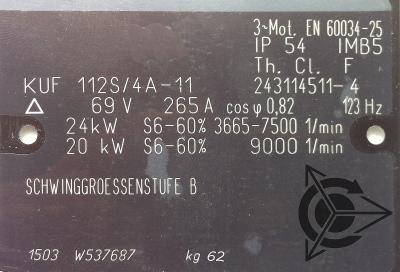 3~Mot. EN 60034-25
IP 54 IMB5
Th. Cl. F
KUF 112S/4A-11 243114511-4
△ 69 V 265 A cos φ 0,82 123 Hz
24kW S6-60% 3665-7500 1/min
20 kW S6-60% 9000 1/min
SCHWINGGROESSENSTUFE B
1503 W537687 kg 62